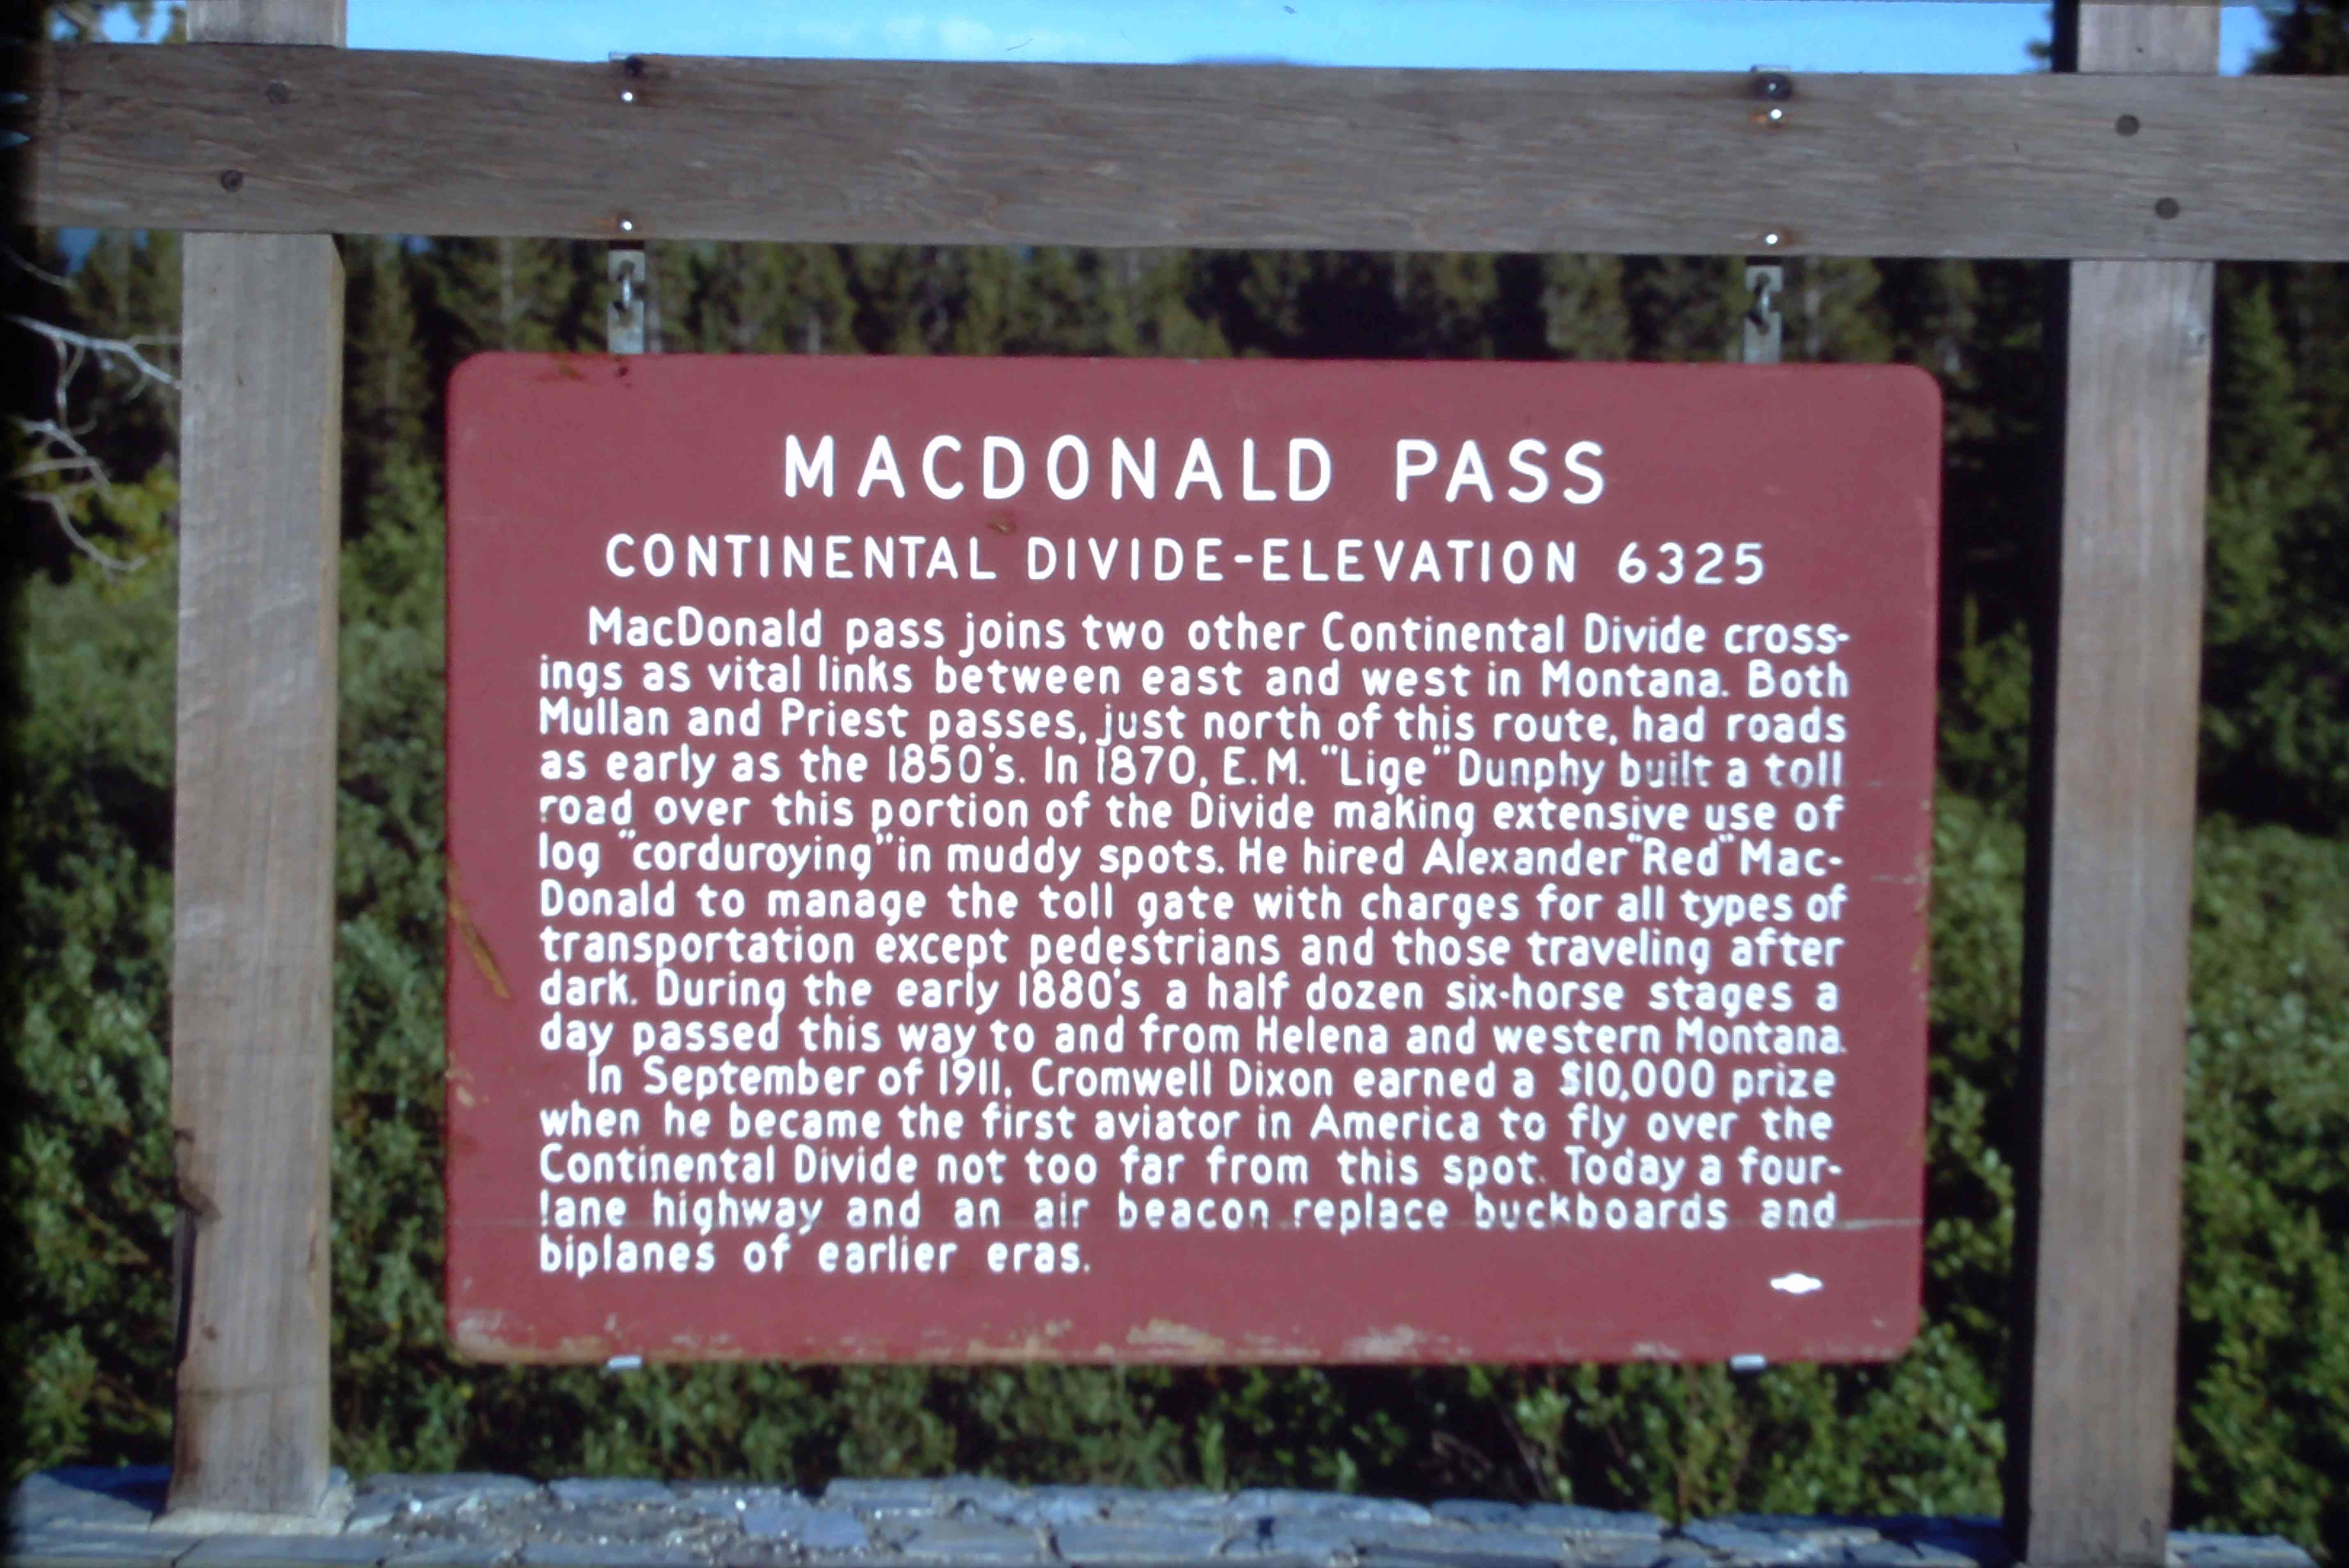 MACDONALD PASS
CONTINENTAL DIVIDE-ELEVATION 6325
MacDonald pass joins two other Continental Divide cross-
ings as vital links between east and west in Montana. Both
Mullan and Priest passes, just north of this route, had roads
as early as the 1850's. In 1870, E.M. "Lige" Dunphy built a toll
road over this portion of the Divide making extensive use of
log "corduroying" in muddy spots. He hired Alexander "Red" Mac-
Donald to manage the toll gate with charges for all types of
transportation except pedestrians and those traveling after
dark. During the early 1880's a half dozen six-horse stages a
day passed this way to and from Helena and western Montana.
In September of 1911, Cromwell Dixon earned a $10,000 prize
when he became the first aviator in America to fly over the
Continental Divide not too far from this spot. Today a four-
lane highway and an air beacon replace buckboards and
biplanes of earlier eras.